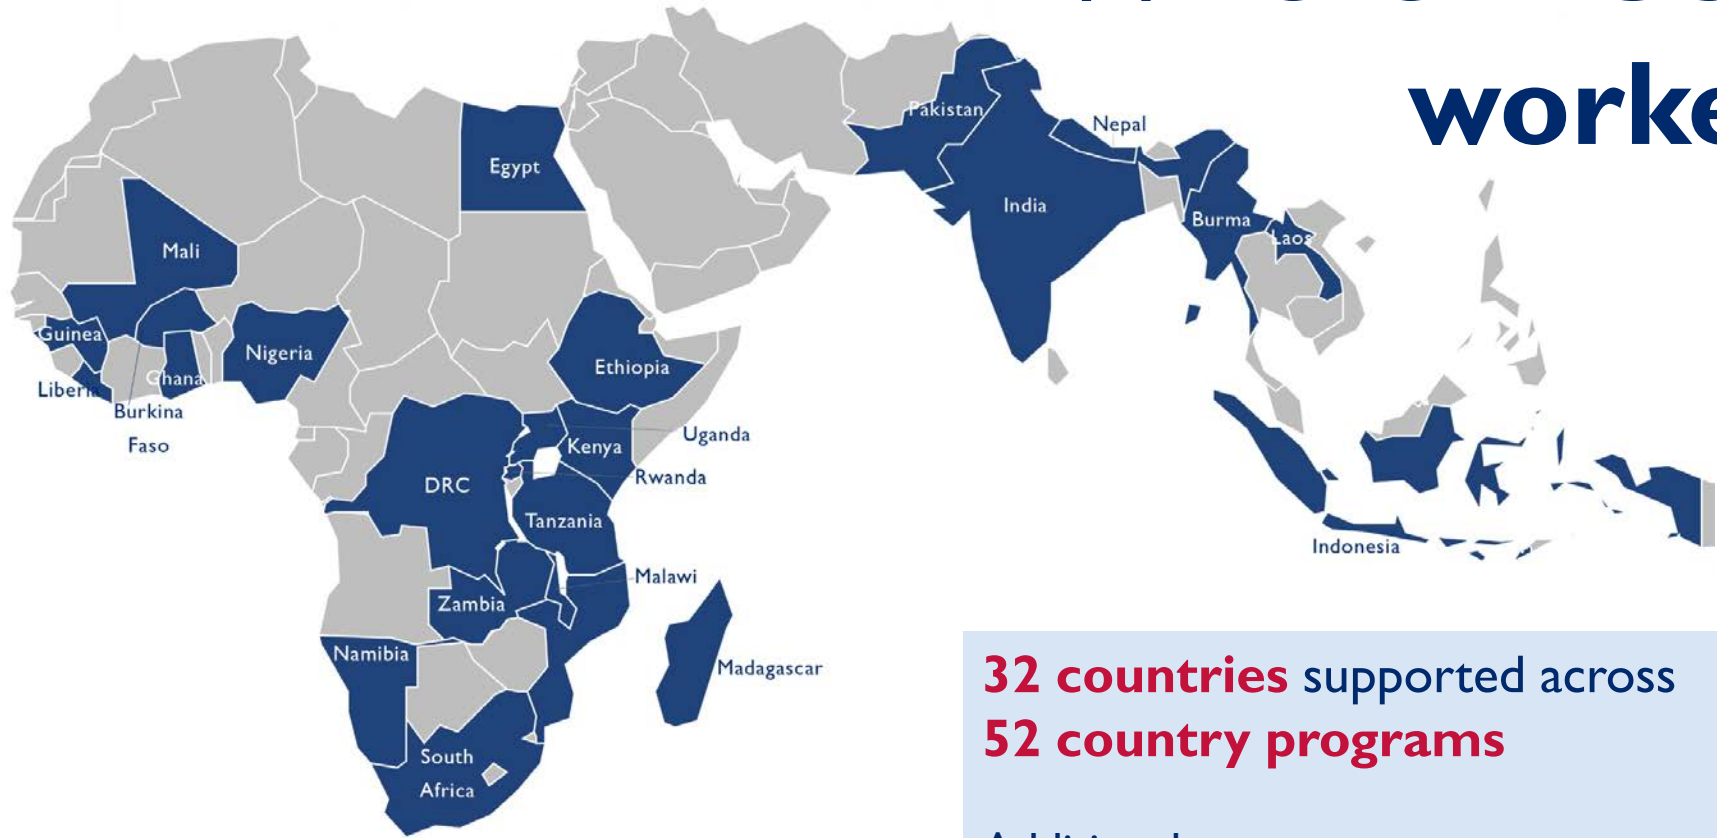 worke
Pakistan
Nepal
Egypt
India
Burma
Laos
Mali
Guinea
Nigeria
Ghana
Liberia
Ethiopia
Burkina
Faso
Uganda
Kenya
Rwanda
DRC
Tanzania
Indonesia
Malawi
Zambia
Namibia
Madagascar
South
Africa
32 countries supported across
52 country programs